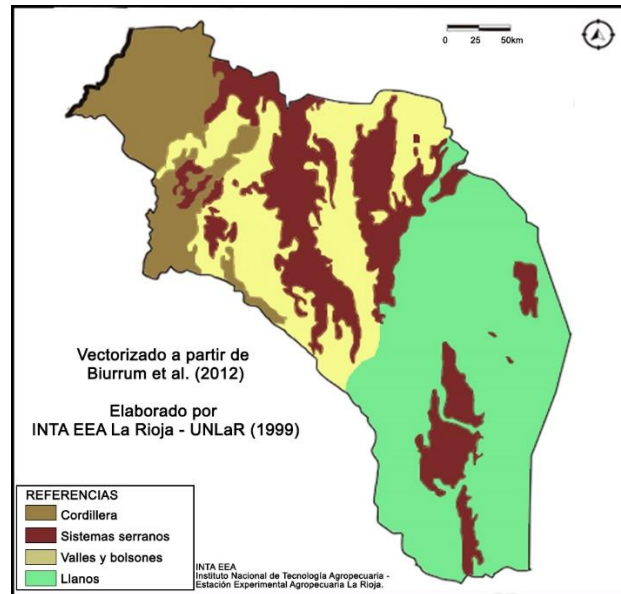 0 25 50km
Vectorizado a partir de
Biurrum et al. (2012)
Elaborado por
INTA EEA La Rioja - UNLaR (1999)
REFERENCIAS
Cordillera
Sistemas serranos
Valles y bolsones
Llanos
INTA EEA
Instituto Nacional de Tecnología Agropecuaria -
Estación Experimental Agropecuaria La Rioja.